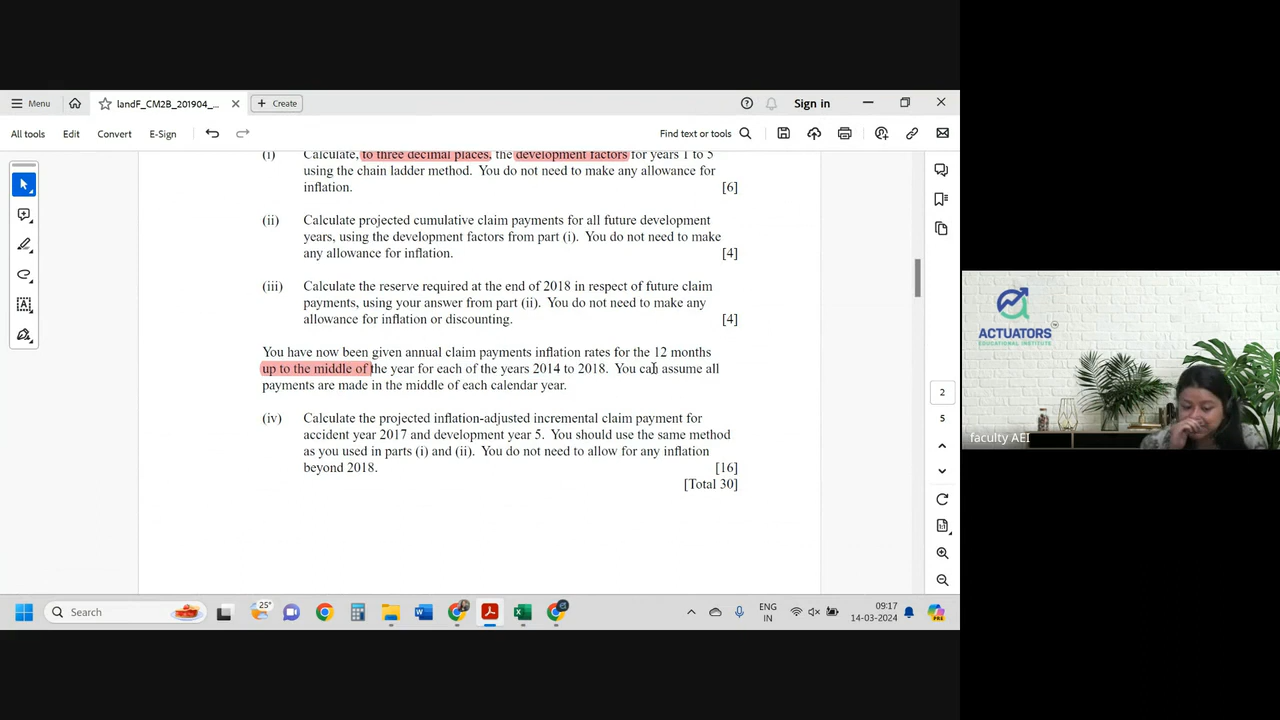 Menu
landF_CM2B_201904_...
Create
Sign in
All tools
Edit
Convert
E-Sign
Find text or tools
(i) Calculate, to three decimal places, the development factors for years 1 to 5
using the chain ladder method. You do not need to make any allowance for
inflation. [6]
(ii) Calculate projected cumulative claim payments for all future development
years, using the development factors from part (i). You do not need to make
any allowance for inflation. [4]
(iii) Calculate the reserve required at the end of 2018 in respect of future claim
payments, using your answer from part (ii). You do not need to make any
allowance for inflation or discounting. [4]
You have now been given annual claim payments inflation rates for the 12 months
up to the middle of the year for each of the years 2014 to 2018. You can assume all
payments are made in the middle of each calendar year.
(iv) Calculate the projected inflation-adjusted incremental claim payment for
accident year 2017 and development year 5. You should use the same method
as you used in parts (i) and (ii). You do not need to allow for any inflation
beyond 2018. [16]
[Total 30]
2
5
ACTUATORS
EDUCATIONAL INSTITUTE
faculty AEI
Search
25°
ENG
IN
09:17
14-03-2024